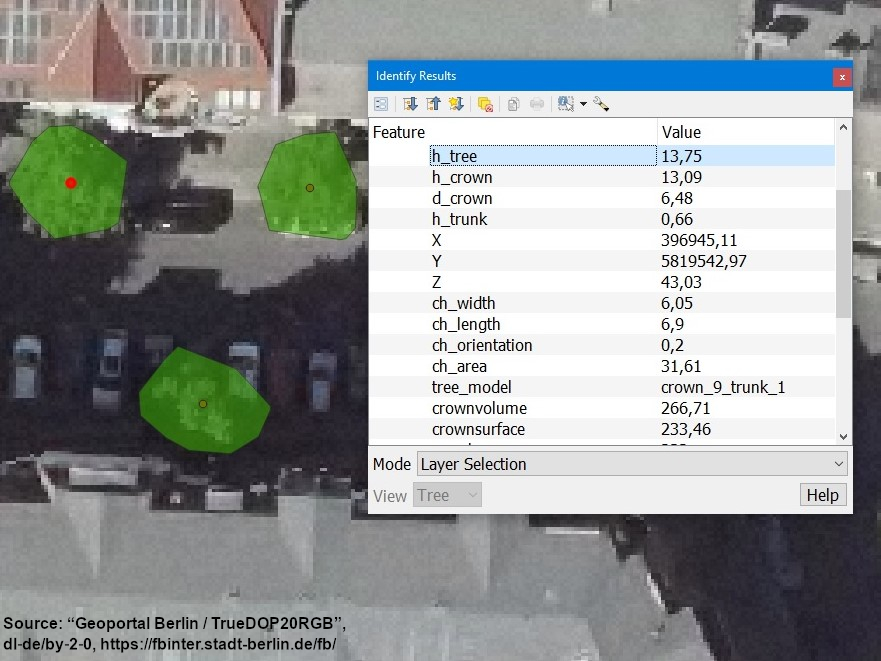 Identify Results
Feature Value
h_tree 13,75
h_crown 13,09
d_crown 6,48
h_trunk 0,66
X 396945,11
Y 5819542,97
Z 43,03
ch_width 6,05
ch_length 6,9
ch_orientation 0,2
ch_area 31,61
tree_model crown_9_trunk_1
crownvolume 266,71
crownsurface 233,46
Mode Layer Selection
View Tree Help
Source: “Geoportal Berlin / TrueDOP20RGB”,
dl-de/by-2-0, https://fbinter.stadt-berlin.de/fb/